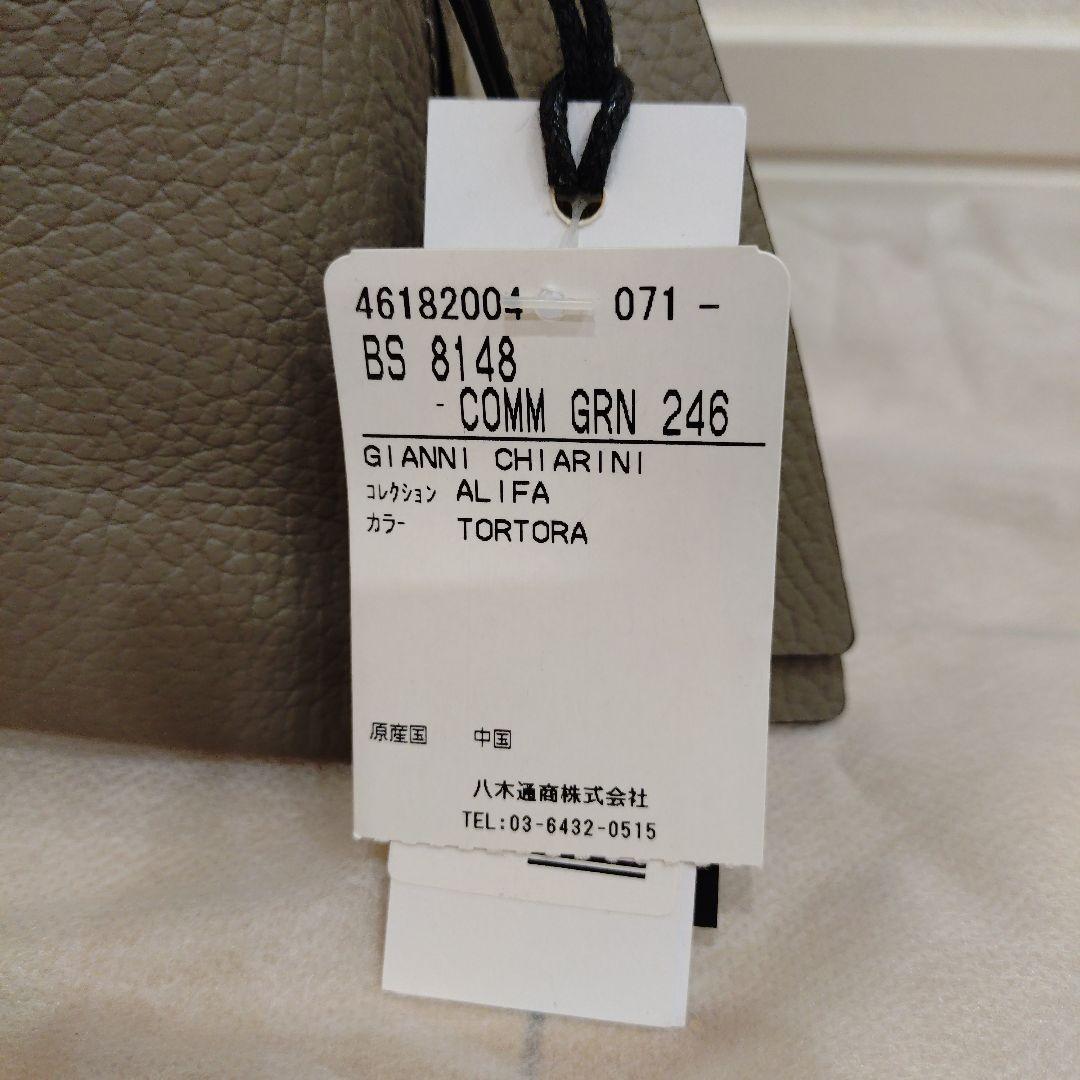 46182004 071 -
BS 8148
- COMM GRN 246
GIANNI CHIARINI
ｺﾚｸｼｮﾝ ALIFA
ｶﾗｰ TORTORA
原産国 中国
八木通商株式会社
TEL:03-6432-0515